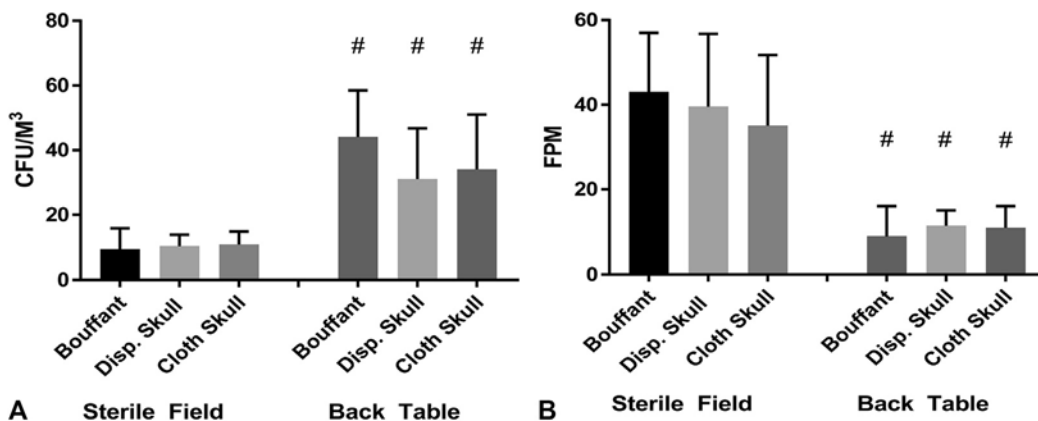 80
60
40
20
0
CFU/M³
# # #
Bouffant
Disp. Skull
Cloth Skull
Bouffant
Disp. Skull
Cloth Skull
A Sterile Field Back Table
60
40
20
0
FPM
# # #
Bouffant
Disp. Skull
Cloth Skull
Bouffant
Disp. Skull
Cloth Skull
B Sterile Field Back Table